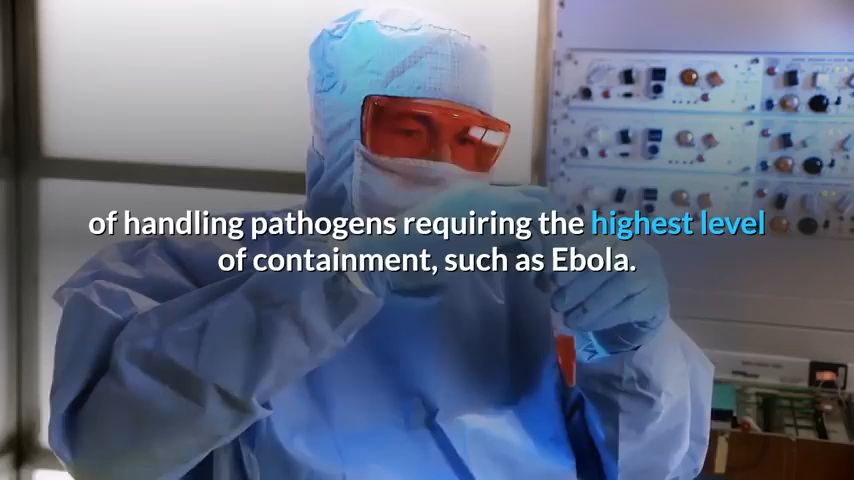 of handling pathogens requiring the highest level
of containment, such as Ebola.